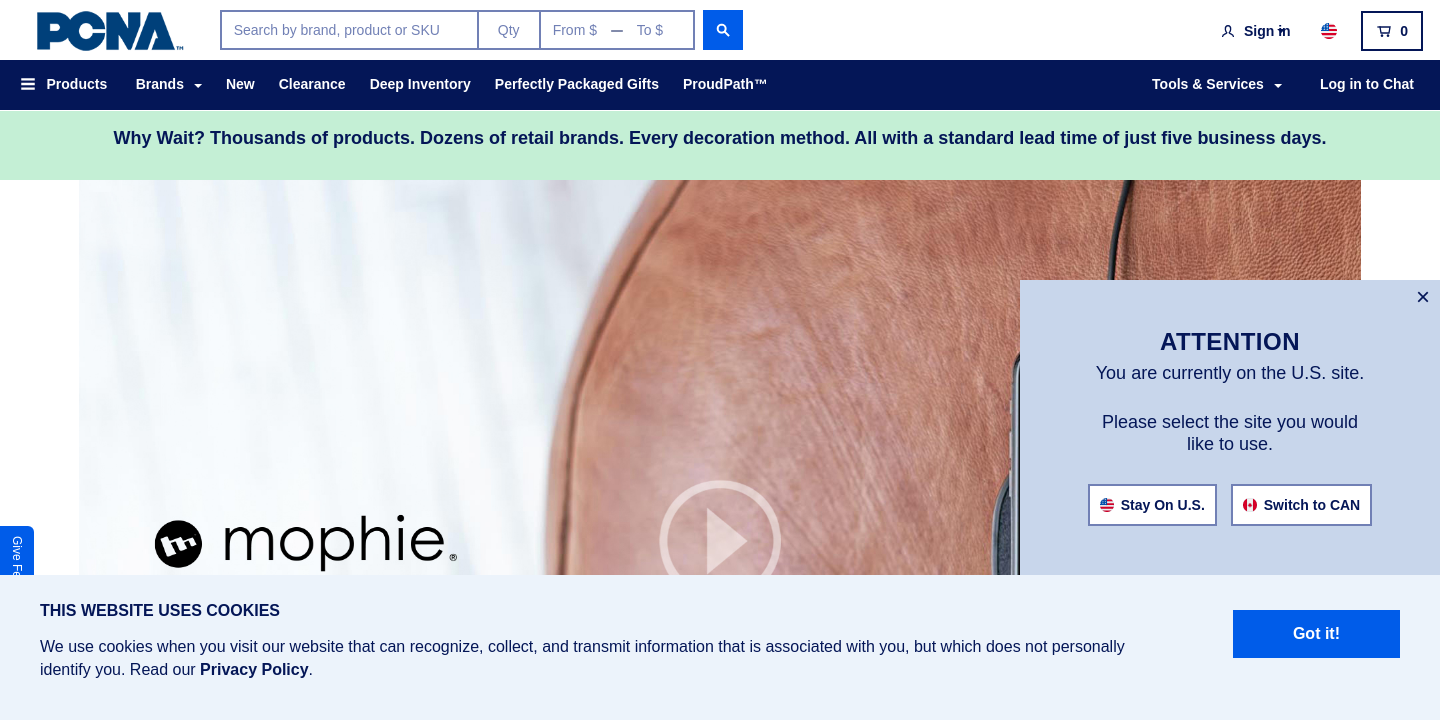 PCNA™
Search by brand, product or SKU
Qty
From $ — To $
Sign in
0
Products
Brands
New
Clearance
Deep Inventory
Perfectly Packaged Gifts
ProudPath™
Tools & Services
Log in to Chat
Why Wait? Thousands of products. Dozens of retail brands. Every decoration method. All with a standard lead time of just five business days.
×
ATTENTION
You are currently on the U.S. site.
Please select the site you would
like to use.
Stay On U.S.
Switch to CAN
mophie®
Give
THIS WEBSITE USES COOKIES
We use cookies when you visit our website that can recognize, collect, and transmit information that is associated with you, but which does not personally
identify you. Read our Privacy Policy.
Got it!